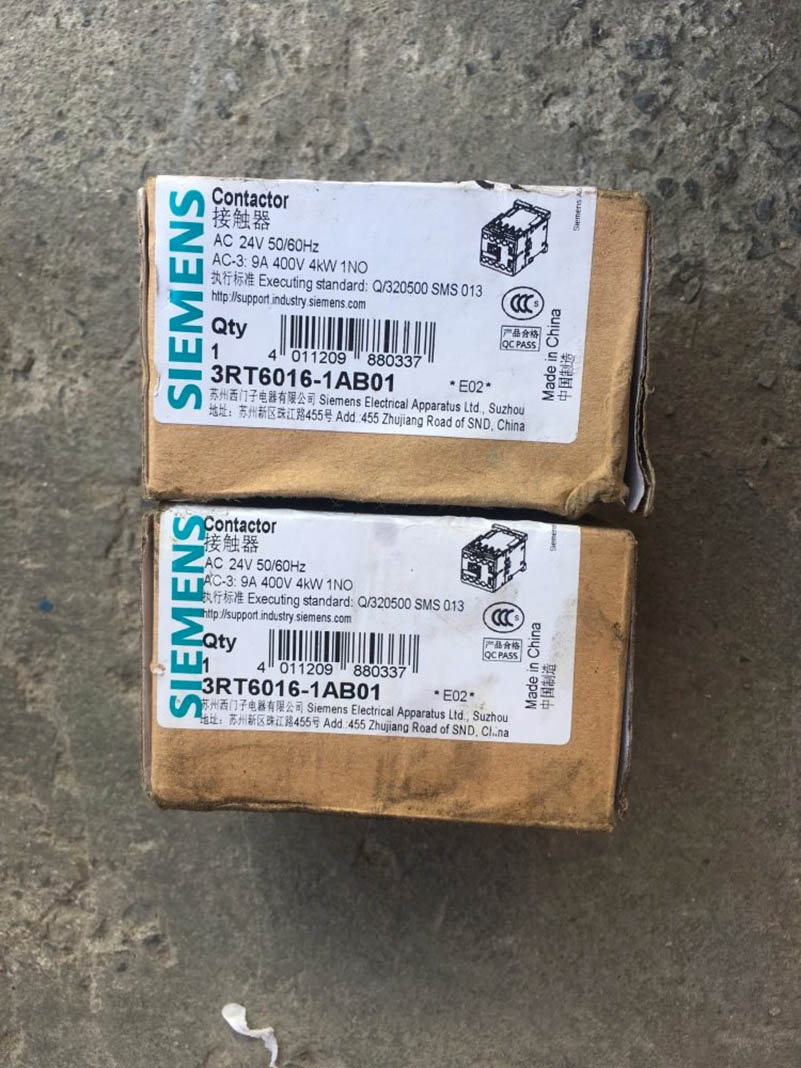 SIEMENS
Contactor
接触器
AC 24V 50/60Hz
AC-3: 9A 400V 4kW 1NO
执行标准 Executing standard: Q/320500 SMS 013
http://support.industry.siemens.com
Qty
1
4 011209 880337
3RT6016-1AB01 *E02*
苏州西门子电器有限公司 Siemens Electrical Apparatus Ltd., Suzhou
地址: 苏州新区珠江路455号 Add.:455 Zhujiang Road of SND, China
CCC S
产品合格
QC PASS
Made in China
中国制造
Siemens
SIEMENS
Contactor
接触器
AC 24V 50/60Hz
AC-3: 9A 400V 4kW 1NO
执行标准 Executing standard: Q/320500 SMS 013
http://support.industry.siemens.com
Qty
1
4 011209 880337
3RT6016-1AB01 *E02*
苏州西门子电器有限公司 Siemens Electrical Apparatus Ltd., Suzhou
地址: 苏州新区珠江路455号 Add.:455 Zhujiang Road of SND, China
CCC S
产品合格
QC PASS
Made in China
中国制造
Siemens